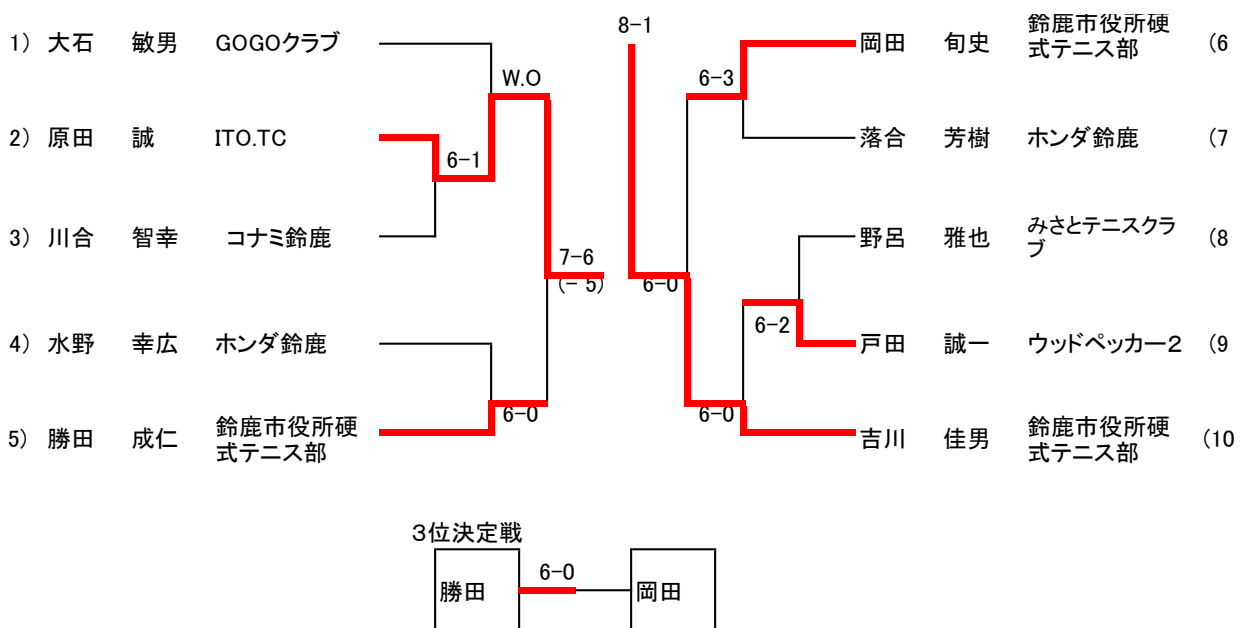 1) 大石 敏男 GOGOクラブ
W.O
2) 原田 誠 ITO.TC
6-1
3) 川合 智幸 コナミ鈴鹿
7-6
(- 5)
4) 水野 幸広 ホンダ鈴鹿
6-0
5) 勝田 成仁 鈴鹿市役所硬
式テニス部
8-1
岡田 旬史 鈴鹿市役所硬
式テニス部 (6
6-3
落合 芳樹 ホンダ鈴鹿 (7
野呂 雅也 みさとテニスクラ
ブ (8
6-0
6-2
戸田 誠一 ウッドペッカー2 (9
6-0
吉川 佳男 鈴鹿市役所硬
式テニス部 (10
3位決定戦
勝田 6-0 岡田